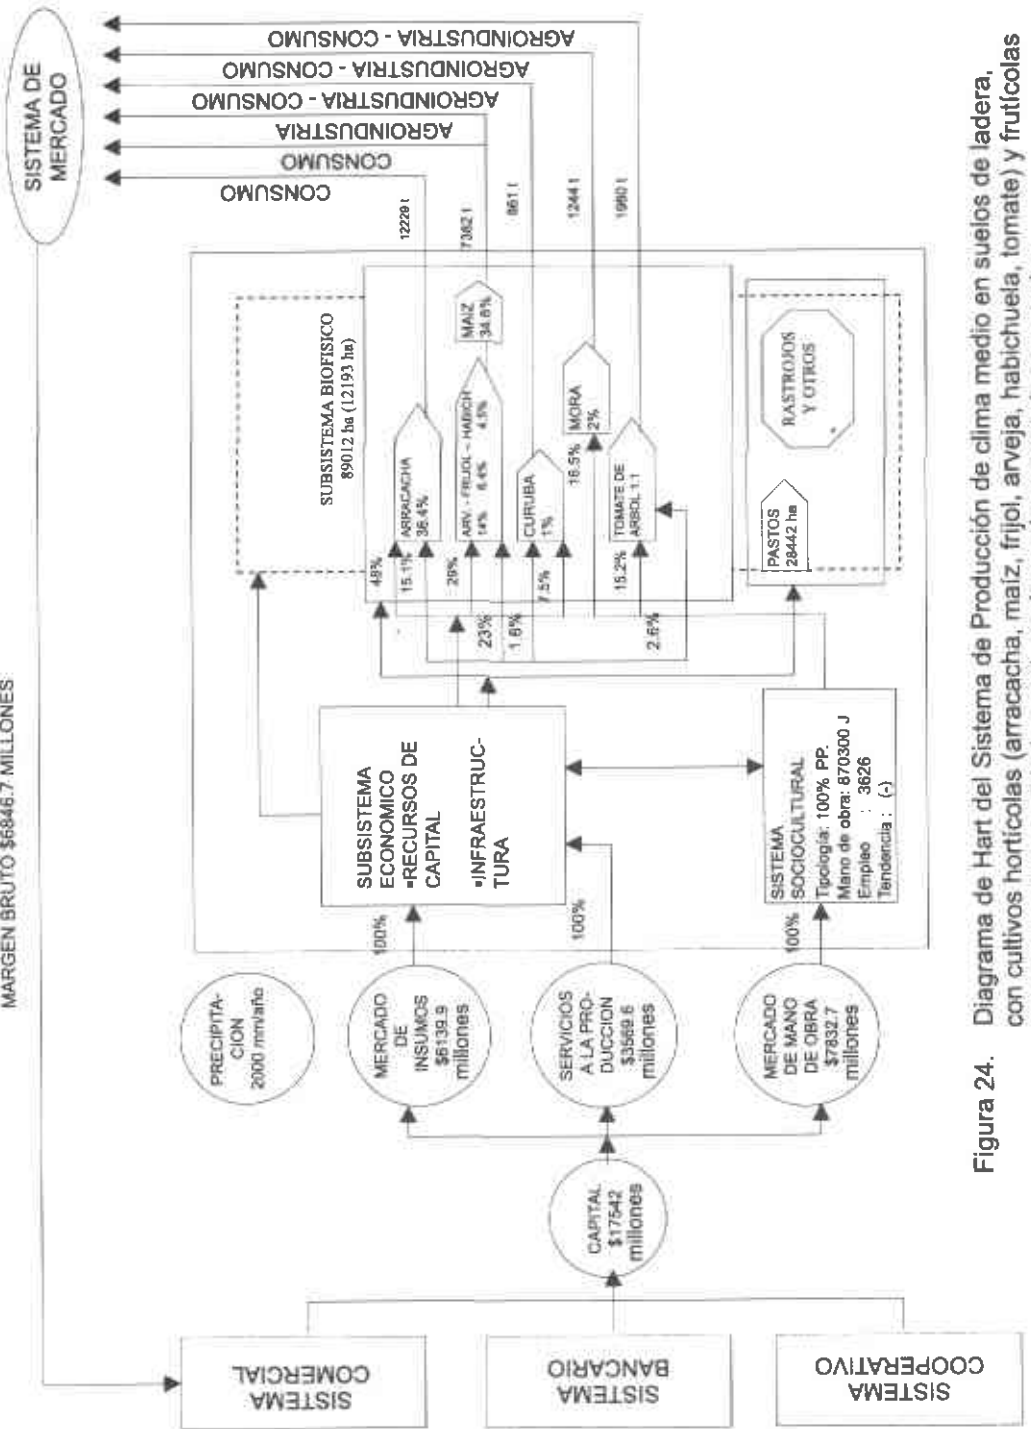 MARGEN BRUTO $6846.7 MILLONES
SISTEMA DE
MERCADO
SISTEMA
COMERCIAL
SISTEMA
BANCARIO
SISTEMA
COOPERATIVO
CAPITAL
$17542
millones
PRECIPITA-
CION
2000 mm/año
MERCADO
DE
INSUMOS
$6139.9
millones
SERVICIOS
A LA PRO-
DUCCION
$3569.6
millones
MERCADO
DE MANO
DE OBRA
$7832.7
millones
100%
100%
100%
SUBSISTEMA
ECONOMICO
▪RECURSOS DE
CAPITAL
▪INFRAESTRUC-
TURA
SISTEMA
SOCIOCULTURAL
Tipología: 100% PP.
Mano de obra: 870300 J
Empleo : 3626
Tendencia : (-)
SUBSISTEMA BIOFISICO
89012 ha (12193 ha)
48%
15.1%
29%
23%
1.6%
7.5%
16.5%
15.2%
2.6%
ARRACACHA
36.4%
ARV. - FRIJOL - HABICH
14% 6.4% 4.5%
MAIZ
34.6%
CURUBA
1%
MORA
2%
TOMATE DE
ARBOL 1.1
PASTOS
28442 ha
RASTROJOS
Y OTROS
12229 t
73862 t
861 t
1244 t
1980 t
CONSUMO
CONSUMO
AGROINDUSTRIA
AGROINDUSTRIA - CONSUMO
AGROINDUSTRIA - CONSUMO
AGROINDUSTRIA - CONSUMO
Figura 24. Diagrama de Hart del Sistema de Producción de clima medio en suelos de ladera,
con cultivos hortícolas (arracacha, maíz, frijol, arveja, habichuela, tomate) y frutícolas